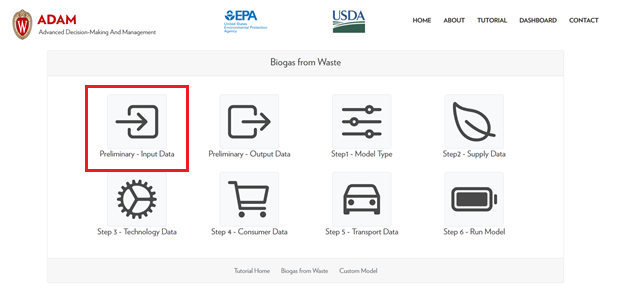 ADAM
Advanced Decision-Making And Management
EPA
United States
Environmental Protection
Agency
USDA
HOME ABOUT TUTORIAL DASHBOARD CONTACT
Biogas from Waste
Preliminary - Input Data
Preliminary - Output Data
Step1 - Model Type
Step2 - Supply Data
Step 3 - Technology Data
Step 4 - Consumer Data
Step 5 - Transport Data
Step 6 - Run Model
Tutorial Home Biogas from Waste Custom Model